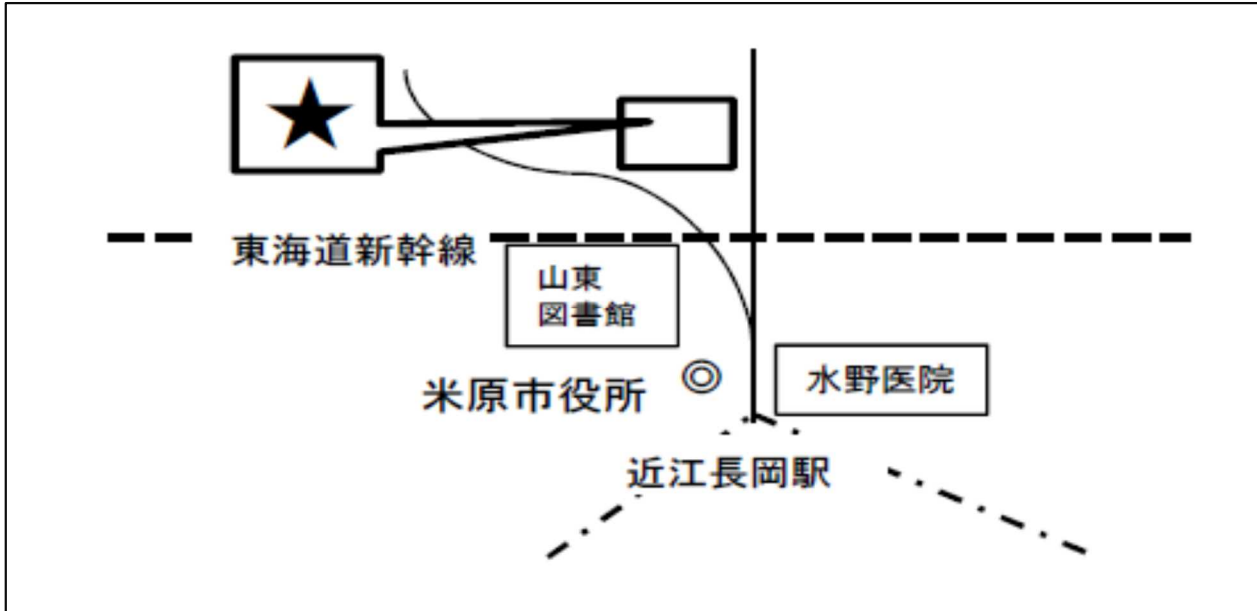 東海道新幹線
山東
図書館
米原市役所
水野医院
近江長岡駅